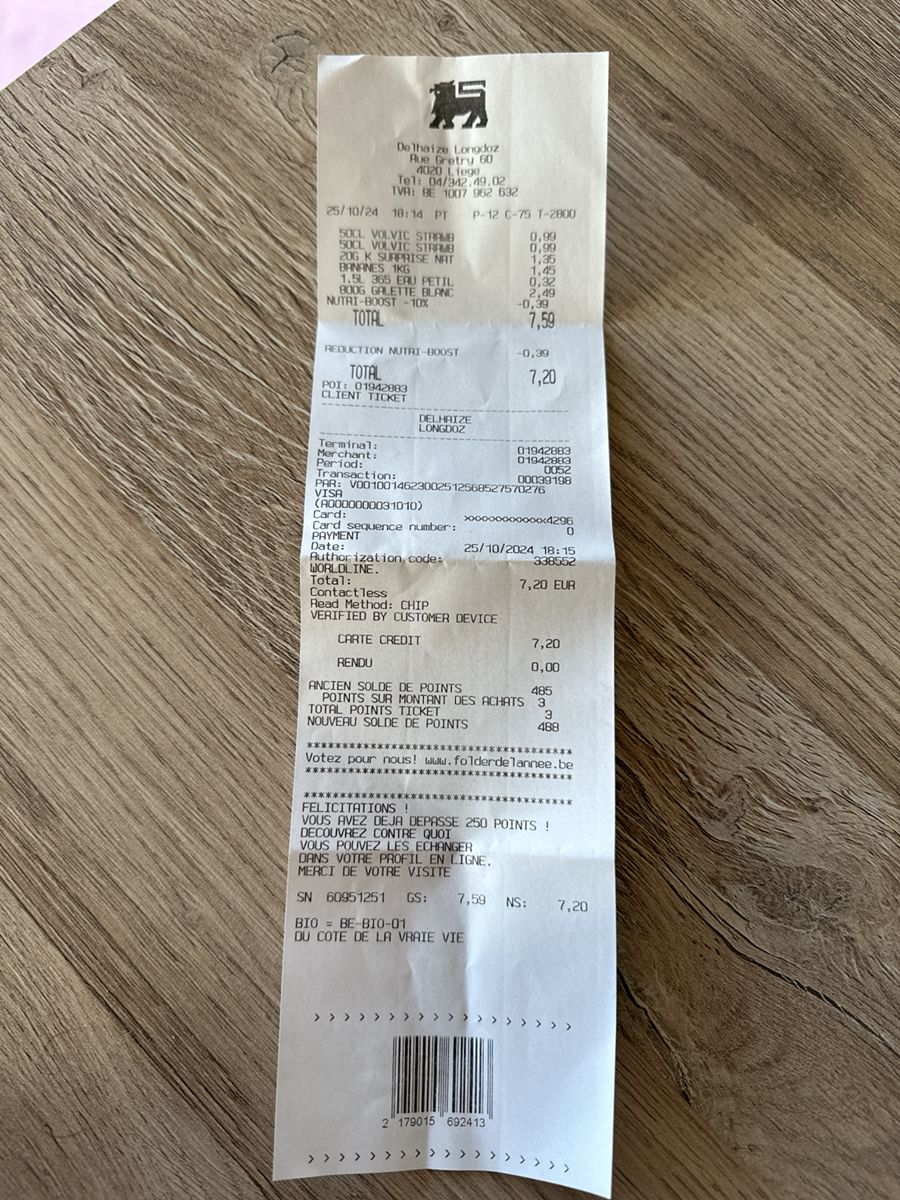 Delhaize Longdoz
Rue Gretry 60
4020 Liege
Tel: 04/342.49.02
TVA: BE 1007 962 632
25/10/24 18:14 PT P-12 C-75 T-2800
50CL VOLVIC STRAWB 0,99
50CL VOLVIC STRAWB 0,99
20G K SURPRISE NAT 1,35
BANANES 1KG 1,45
1.5L 365 EAU PETIL 0,32
800G GALETTE BLANC 2,49
NUTRI-BOOST -10% -0,39
TOTAL 7,59
REDUCTION NUTRI-BOOST -0,39
TOTAL 7,20
POI: 01942883
CLIENT TICKET
DELHAIZE
LONGDOZ
Terminal: 01942883
Merchant: 01942883
Period: 0052
Transaction: 00039198
PAR: V0010014623002512568527570276
VISA
(A0000000031010)
Card: xxxxxxxxxxxx4296
Card sequence number: 0
PAYMENT
Date: 25/10/2024 18:15
Authorization code: 338552
WORLDLINE.
Total: 7,20 EUR
Contactless
Read Method: CHIP
VERIFIED BY CUSTOMER DEVICE
CARTE CREDIT 7,20
RENDU 0,00
ANCIEN SOLDE DE POINTS 485
POINTS SUR MONTANT DES ACHATS 3
TOTAL POINTS TICKET 3
NOUVEAU SOLDE DE POINTS 488
****************************************
Votez pour nous! www.folderdelannee.be
****************************************
****************************************
FELICITATIONS !
VOUS AVEZ DEJA DEPASSE 250 POINTS !
DECOUVREZ CONTRE QUOI
VOUS POUVEZ LES ECHANGER
DANS VOTRE PROFIL EN LIGNE.
MERCI DE VOTRE VISITE
SN 60951251 GS: 7,59 NS: 7,20
BIO = BE-BIO-01
DU COTE DE LA VRAIE VIE
> > > > > > > > > > > > > > > > > >
2 179015 692413
> > > > > > > > > > > > > > > > > >